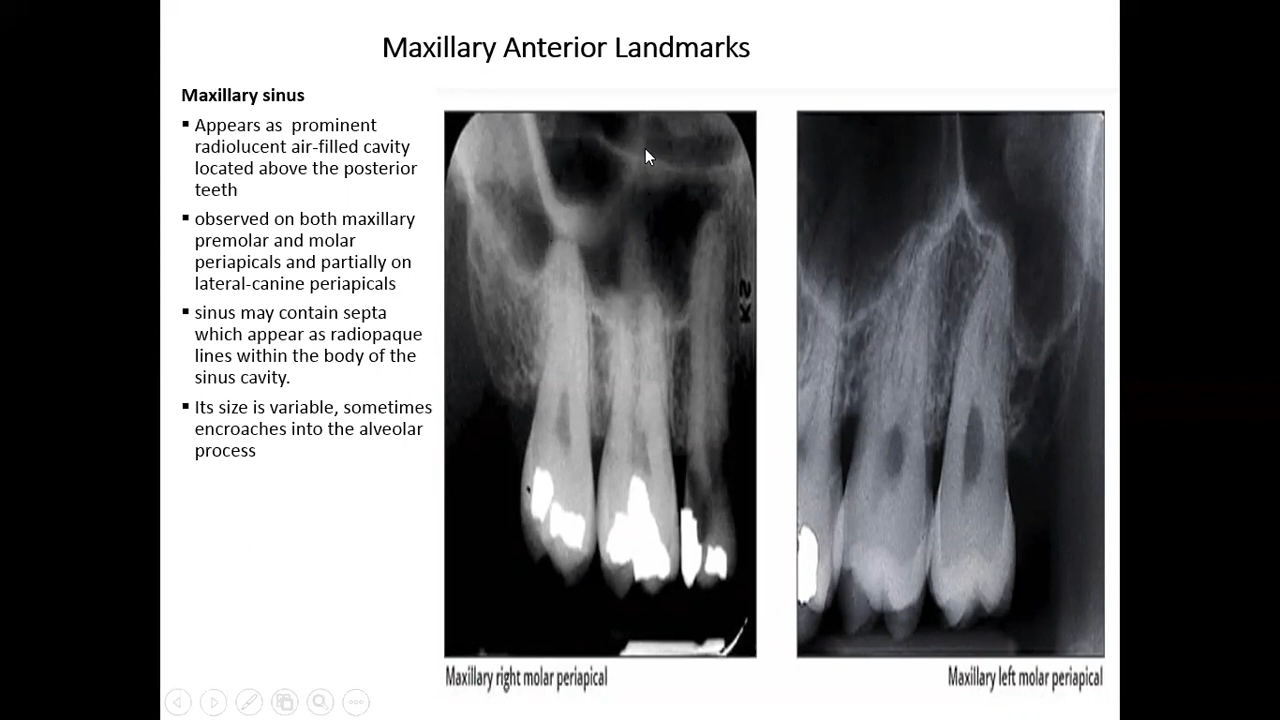 Maxillary Anterior Landmarks
Maxillary sinus
▪ Appears as prominent
radiolucent air-filled cavity
located above the posterior
teeth
▪ observed on both maxillary
premolar and molar
periapicals and partially on
lateral-canine periapicals
▪ sinus may contain septa
which appear as radiopaque
lines within the body of the
sinus cavity.
▪ Its size is variable, sometimes
encroaches into the alveolar
process
Maxillary right molar periapical
Maxillary left molar periapical